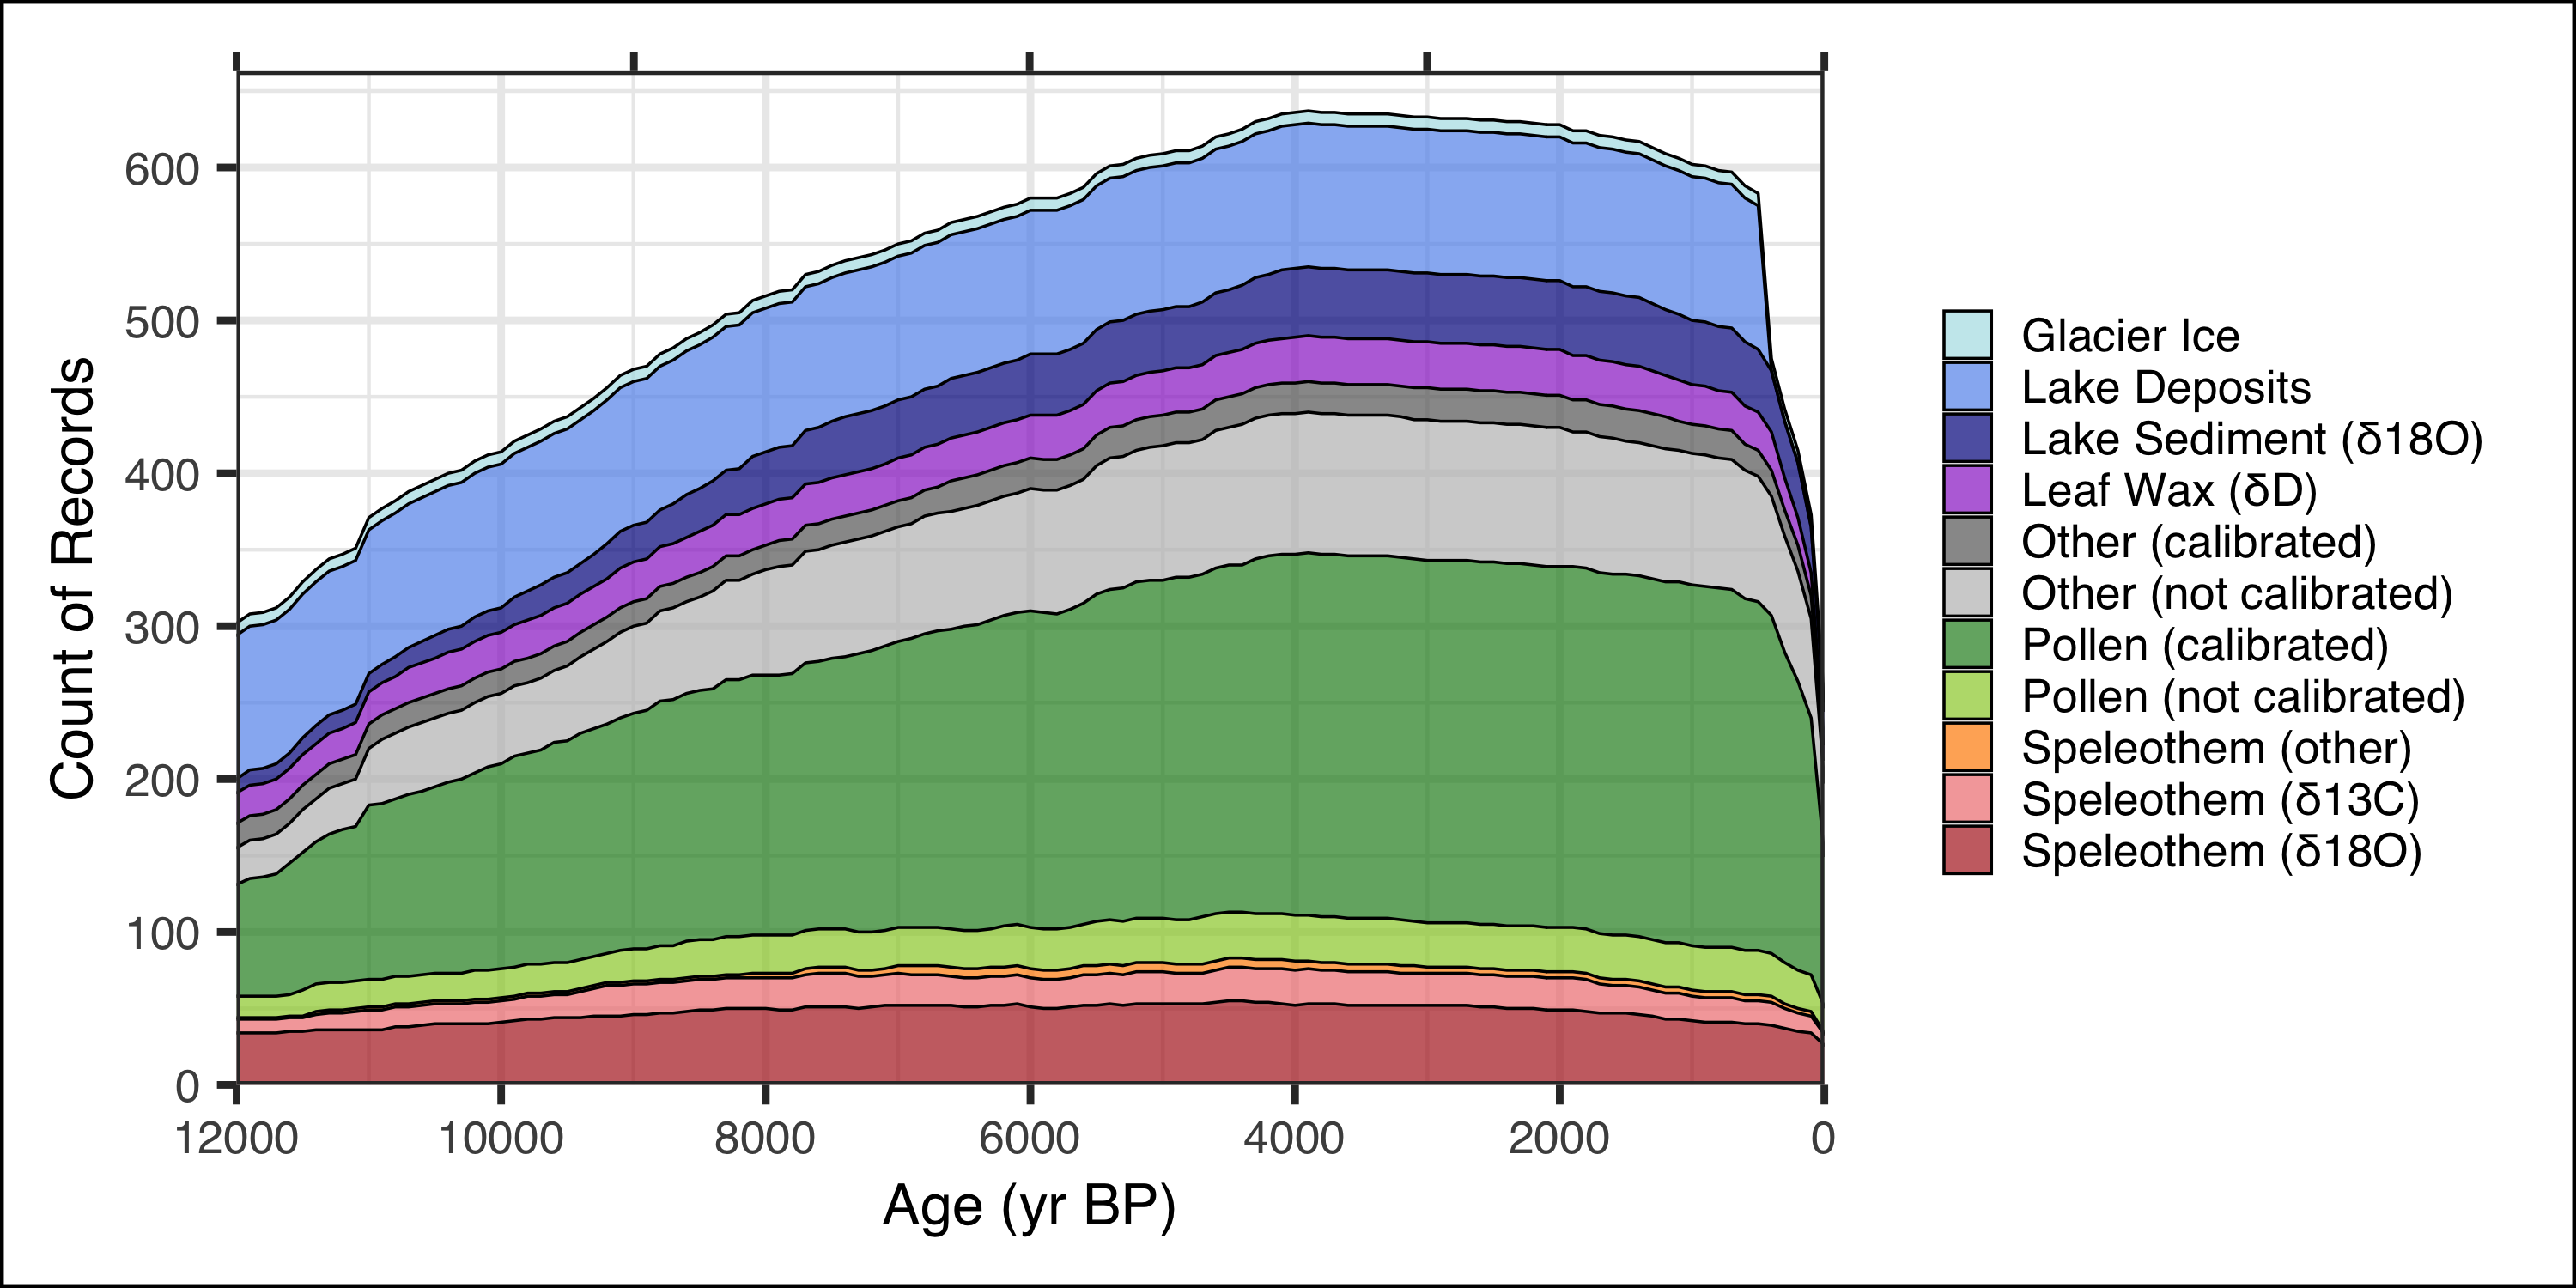 Count of Records
600
500
400
300
200
100
0
12000 10000 8000 6000 4000 2000 0
Age (yr BP)
Glacier Ice
Lake Deposits
Lake Sediment (δ18O)
Leaf Wax (δD)
Other (calibrated)
Other (not calibrated)
Pollen (calibrated)
Pollen (not calibrated)
Speleothem (other)
Speleothem (δ13C)
Speleothem (δ18O)